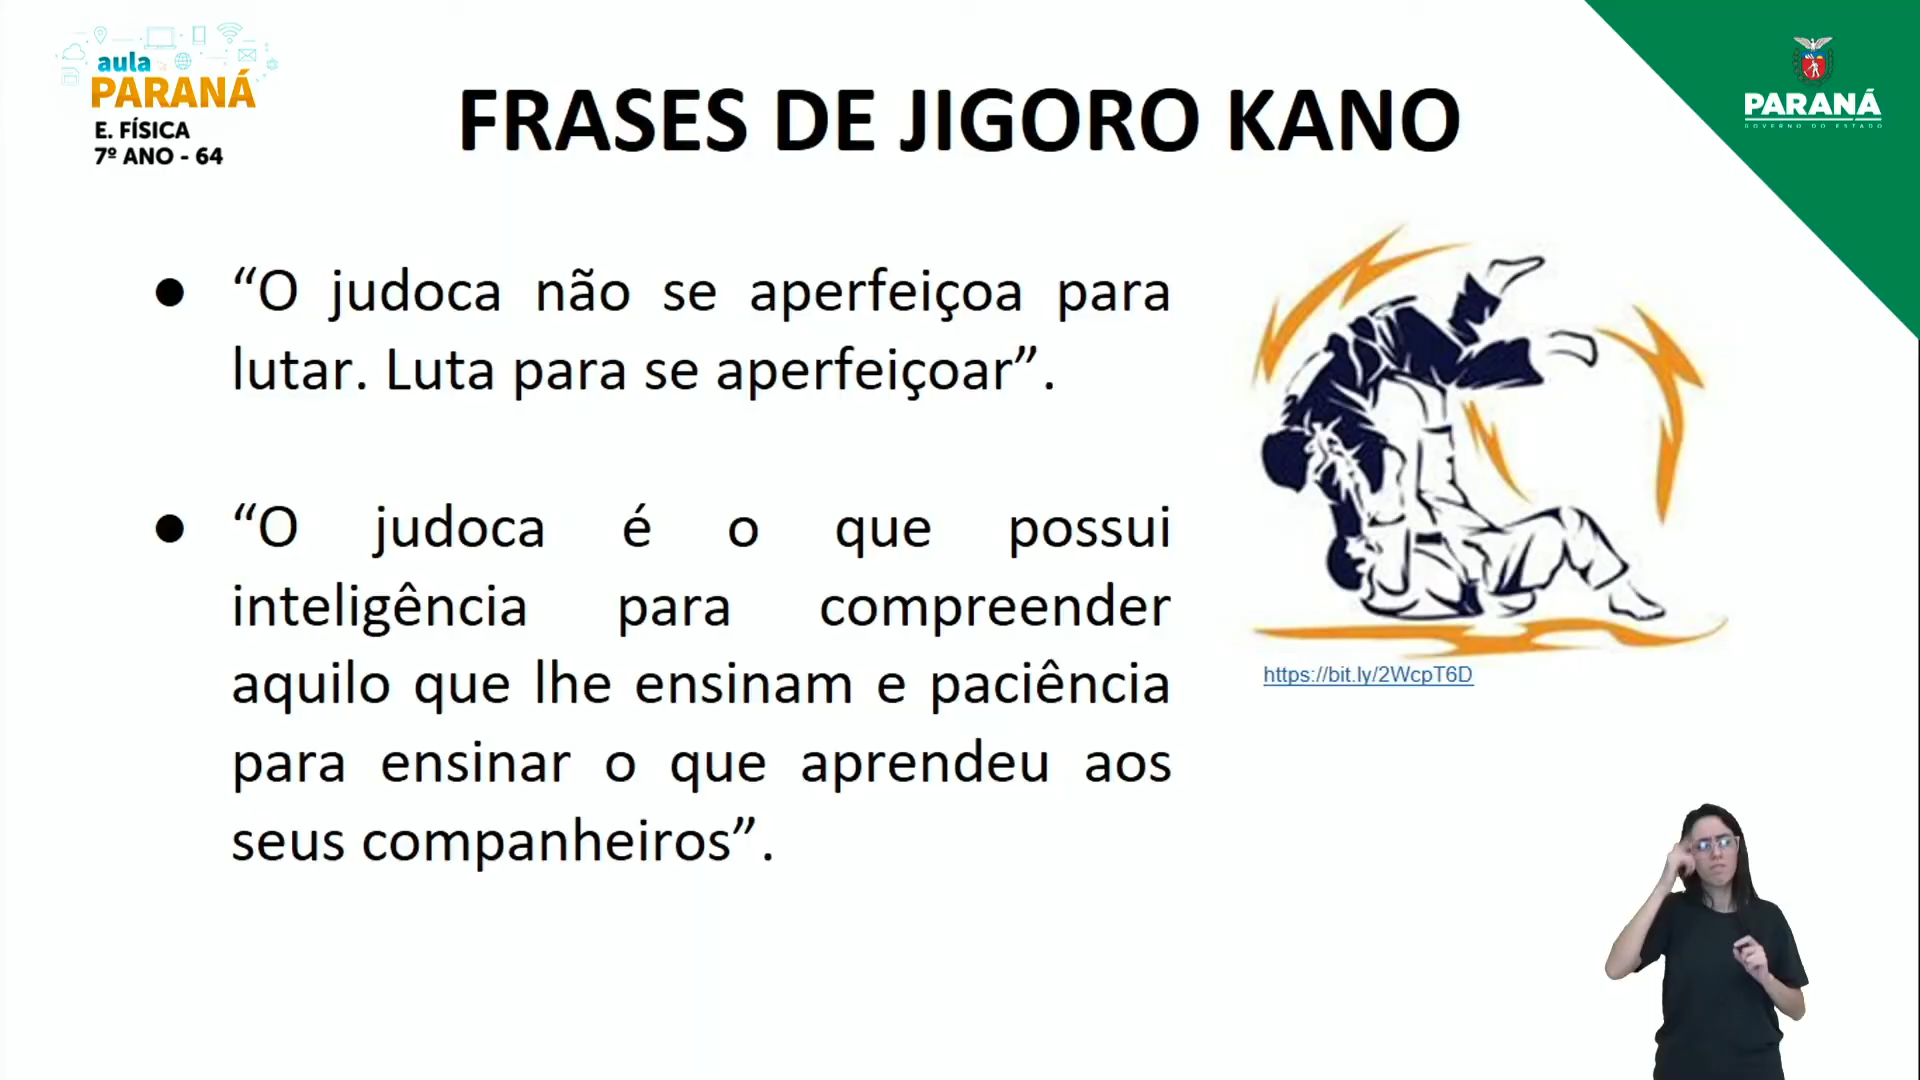 aula
PARANÁ
E. FÍSICA
7º ANO - 64
FRASES DE JIGORO KANO
PARANÁ
GOVERNO DO ESTADO
● “O judoca não se aperfeiçoa para
lutar. Luta para se aperfeiçoar”.
● “O judoca é o que possui
inteligência para compreender
aquilo que lhe ensinam e paciência
para ensinar o que aprendeu aos
seus companheiros”.
https://bit.ly/2WcpT6D